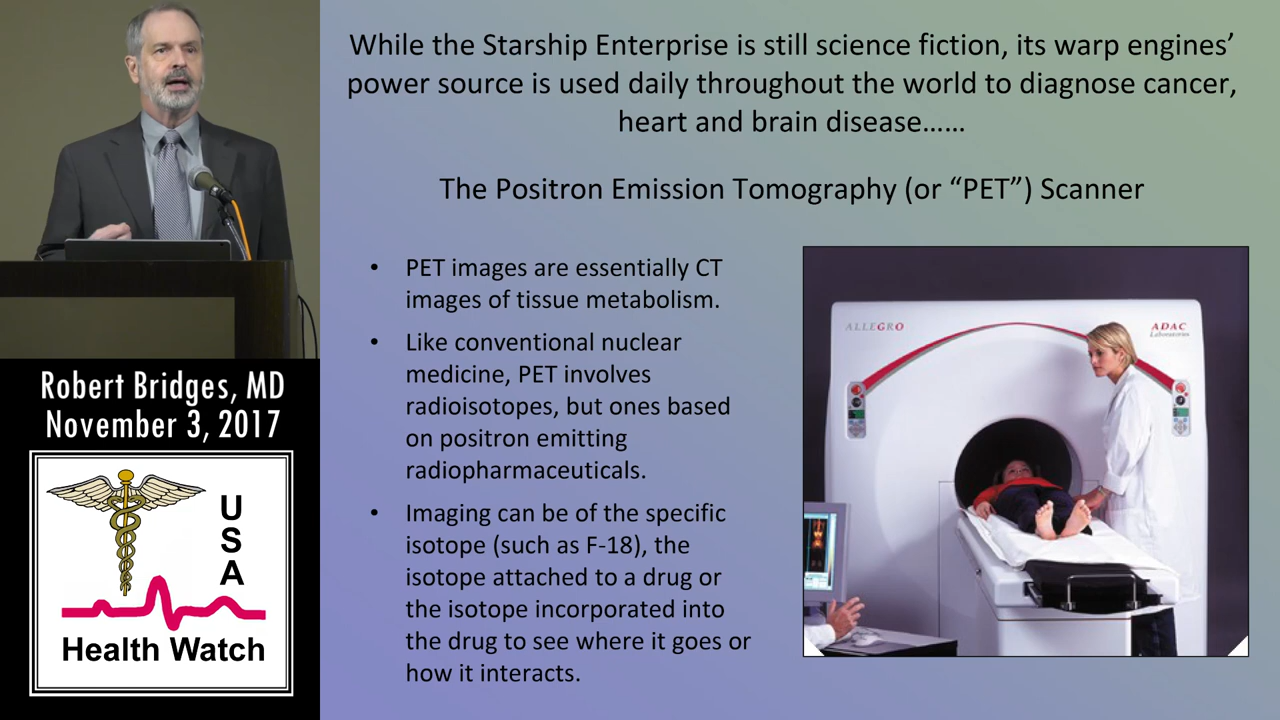 While the Starship Enterprise is still science fiction, its warp engines’
power source is used daily throughout the world to diagnose cancer,
heart and brain disease……
The Positron Emission Tomography (or “PET”) Scanner
• PET images are essentially CT
images of tissue metabolism.
• Like conventional nuclear
medicine, PET involves
radioisotopes, but ones based
on positron emitting
radiopharmaceuticals.
• Imaging can be of the specific
isotope (such as F-18), the
isotope attached to a drug or
the isotope incorporated into
the drug to see where it goes or
how it interacts.
ALLEGRO
ADAC
Laboratories
Robert Bridges, MD
November 3, 2017
U
S
A
Health Watch